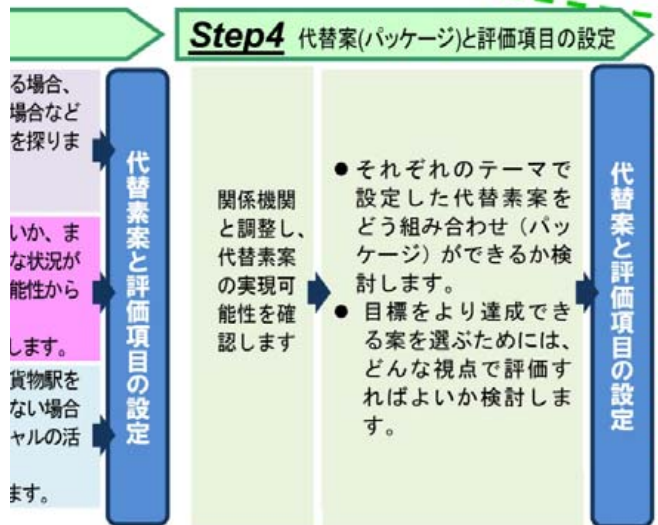 Step4 代替案(パッケージ)と評価項目の設定
る場合、
場合など
を探りま
いか、ま
な状況が
能性から
します。
貨物駅を
ない場合
ャルの活
ます。
代替素案と評価項目の設定
関係機関
と調整し、
代替素案
の実現可
能性を確
認します
● それぞれのテーマで
設定した代替素案を
どう組み合わせ（パッ
ケージ）ができるか検
討します。
● 目標をより達成でき
る案を選ぶためには、
どんな視点で評価す
ればよいか検討しま
す。
代替案と評価項目の設定